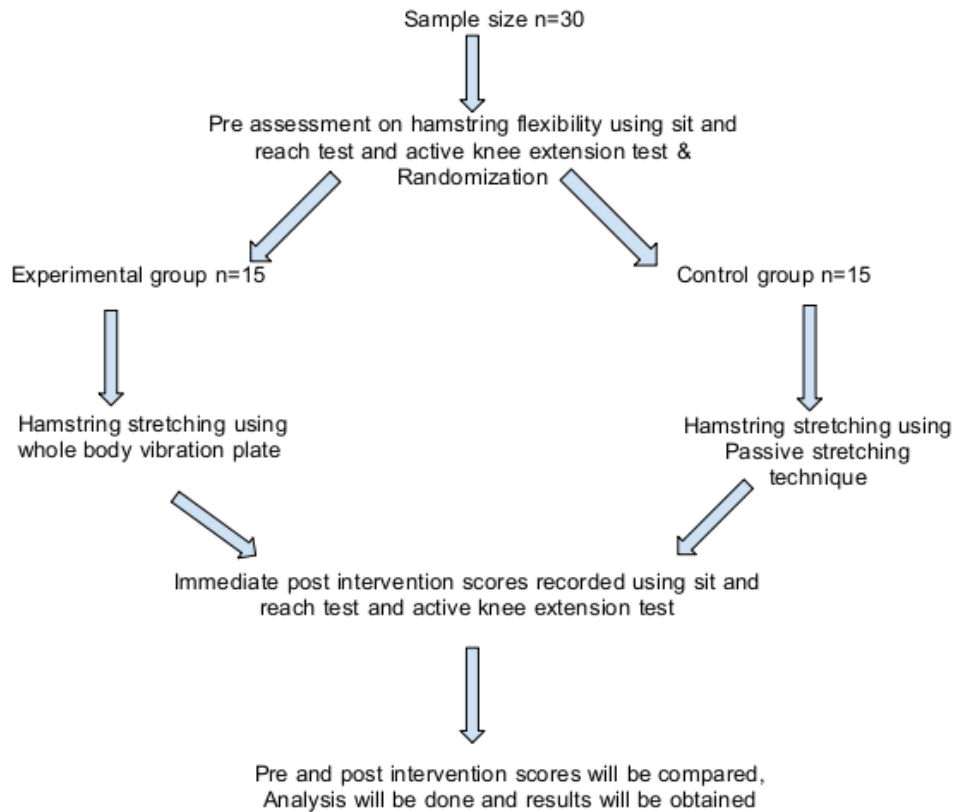 Sample size n=30
Pre assessment on hamstring flexibility using sit and
reach test and active knee extension test &
Randomization
Experimental group n=15
Control group n=15
Hamstring stretching using
whole body vibration plate
Hamstring stretching using
Passive stretching
technique
Immediate post intervention scores recorded using sit and
reach test and active knee extension test
Pre and post intervention scores will be compared,
Analysis will be done and results will be obtained